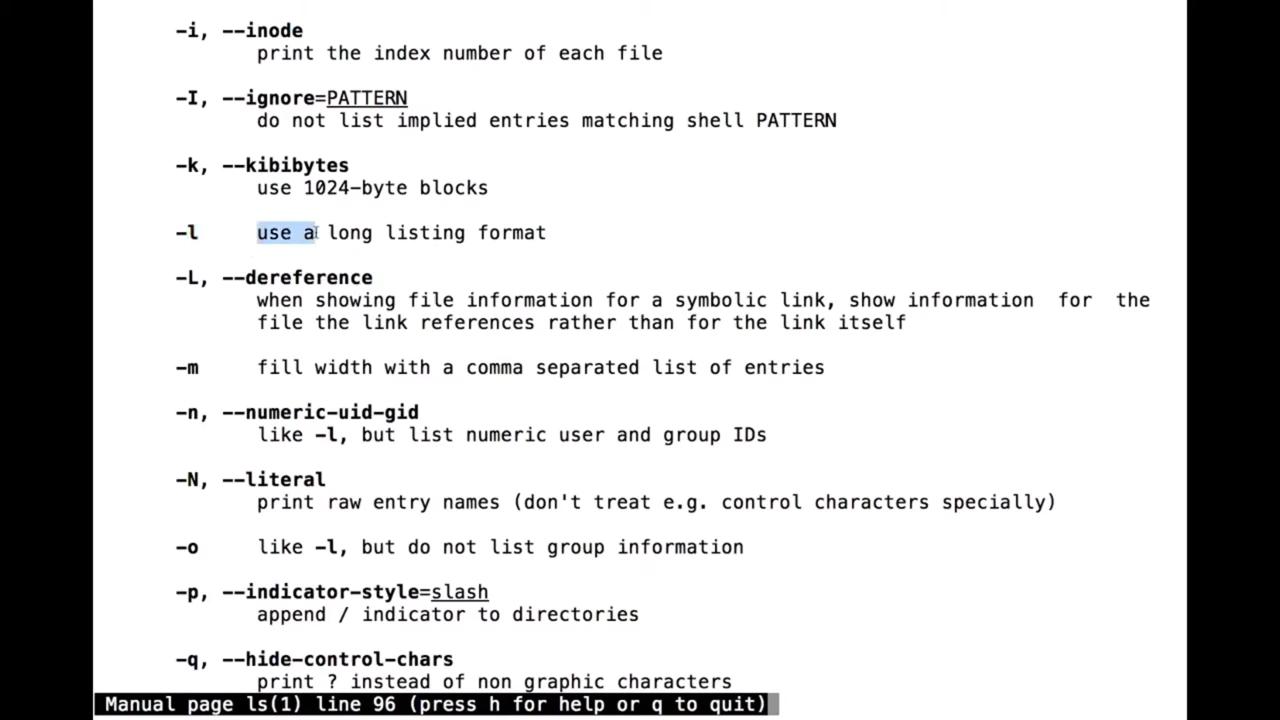 -i, --inode
print the index number of each file
-I, --ignore=PATTERN
do not list implied entries matching shell PATTERN
-k, --kibibytes
use 1024-byte blocks
-l use a long listing format
-L, --dereference
when showing file information for a symbolic link, show information for the
file the link references rather than for the link itself
-m fill width with a comma separated list of entries
-n, --numeric-uid-gid
like -l, but list numeric user and group IDs
-N, --literal
print raw entry names (don't treat e.g. control characters specially)
-o like -l, but do not list group information
-p, --indicator-style=slash
append / indicator to directories
-q, --hide-control-chars
print ? instead of non graphic characters
Manual page ls(1) line 96 (press h for help or q to quit)